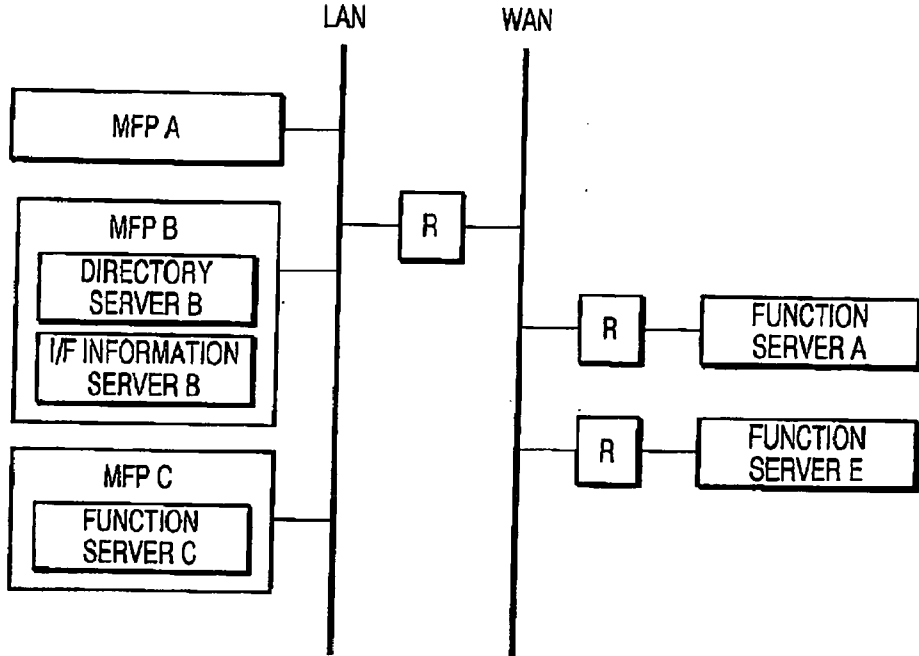 LAN
WAN
MFP A
MFP B
DIRECTORY
SERVER B
I/F INFORMATION
SERVER B
MFP C
FUNCTION
SERVER C
R
R
FUNCTION
SERVER A
R
FUNCTION
SERVER E